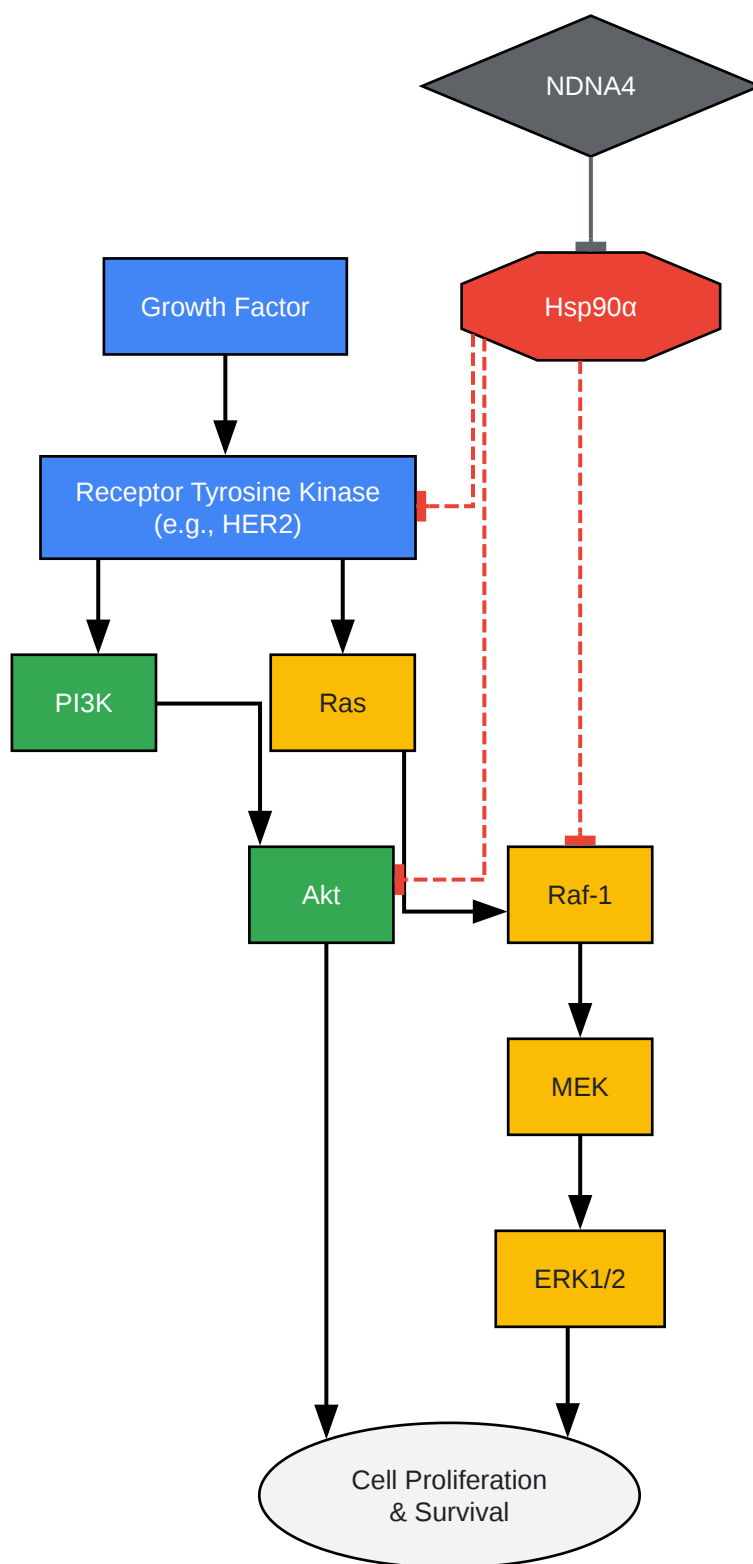 NDNA4
Growth Factor
Hsp90α
Receptor Tyrosine Kinase
(e.g., HER2)
PI3K
Ras
Akt
Raf-1
MEK
ERK1/2
Cell Proliferation
& Survival